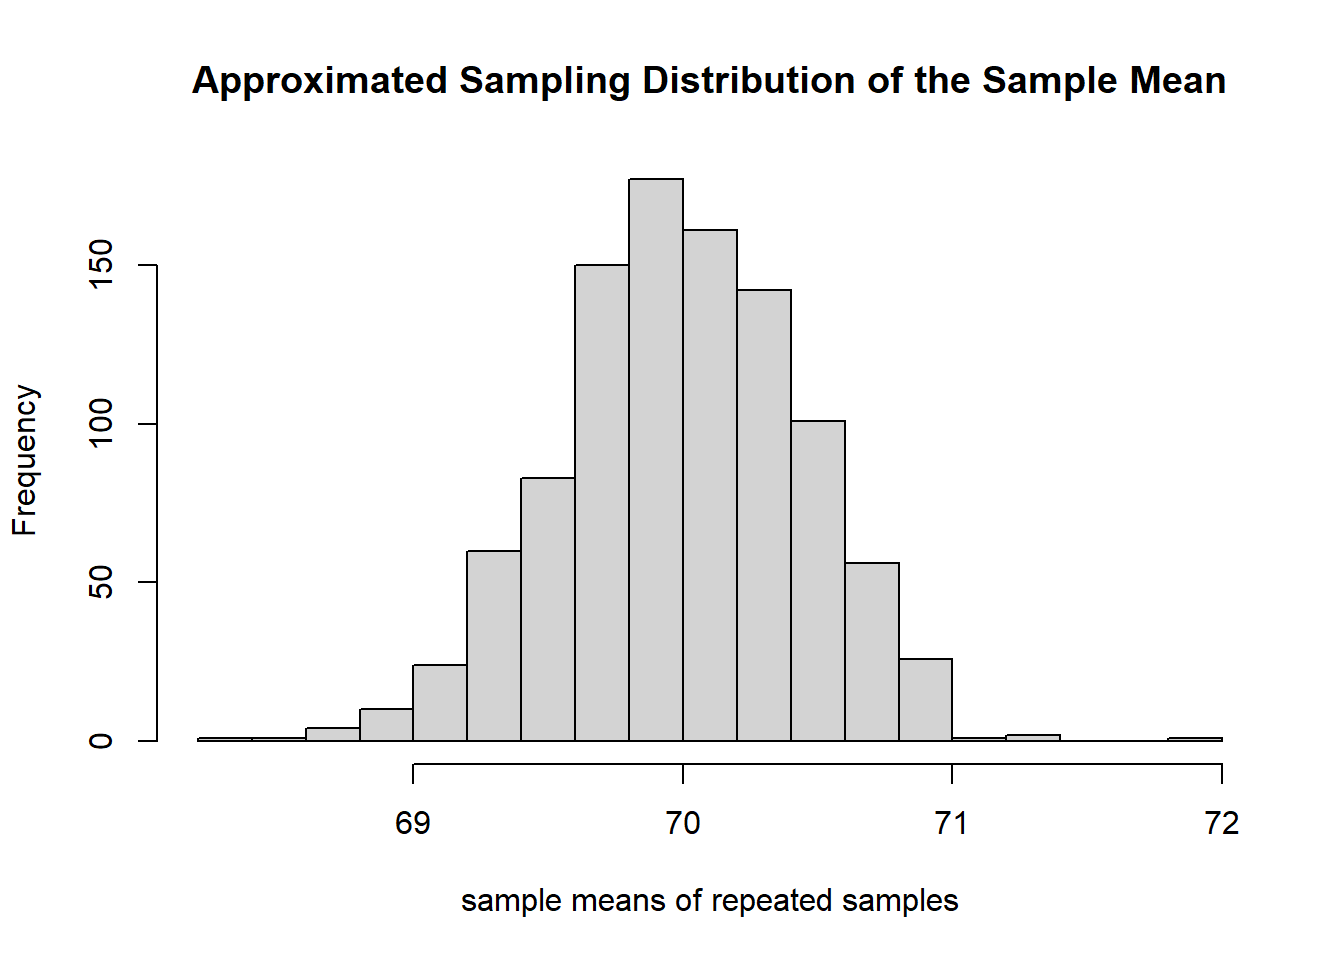 Approximated Sampling Distribution of the Sample Mean
Frequency
150
100
50
0
69 70 71 72
sample means of repeated samples